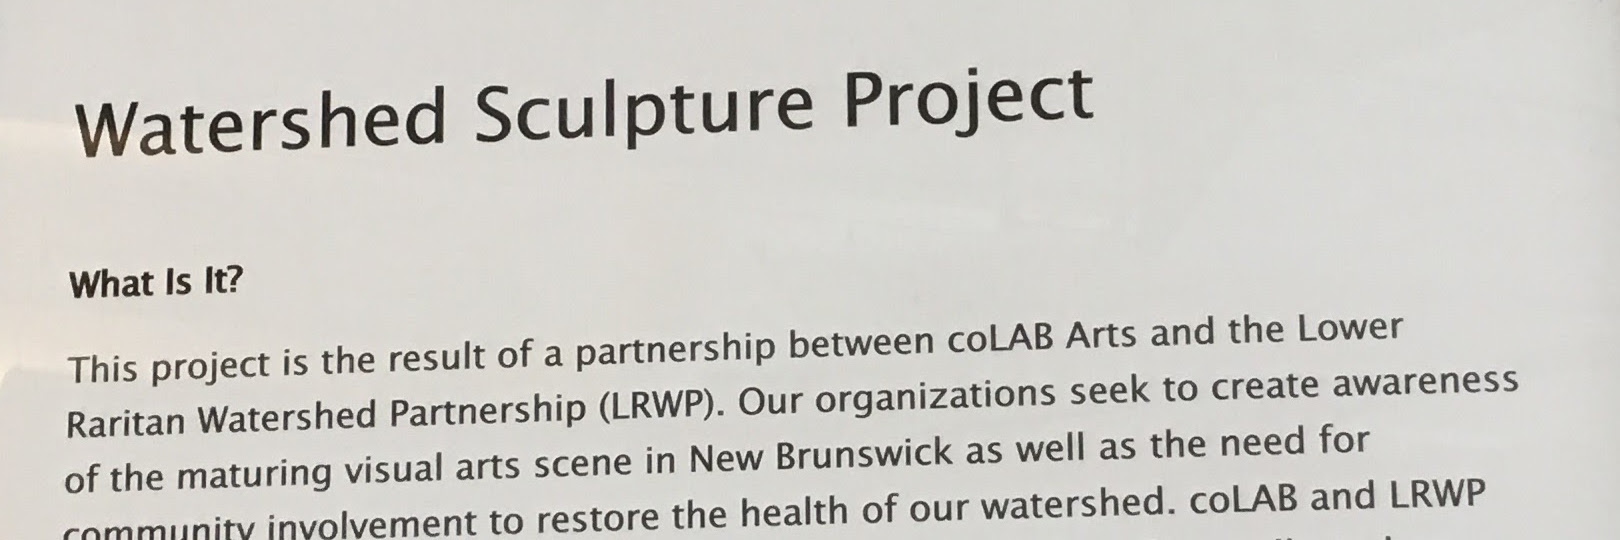 Watershed Sculpture Project
What Is It?
This project is the result of a partnership between coLAB Arts and the Lower
Raritan Watershed Partnership (LRWP). Our organizations seek to create awareness
of the maturing visual arts scene in New Brunswick as well as the need for
community involvement to restore the health of our watershed. coLAB and LRWP